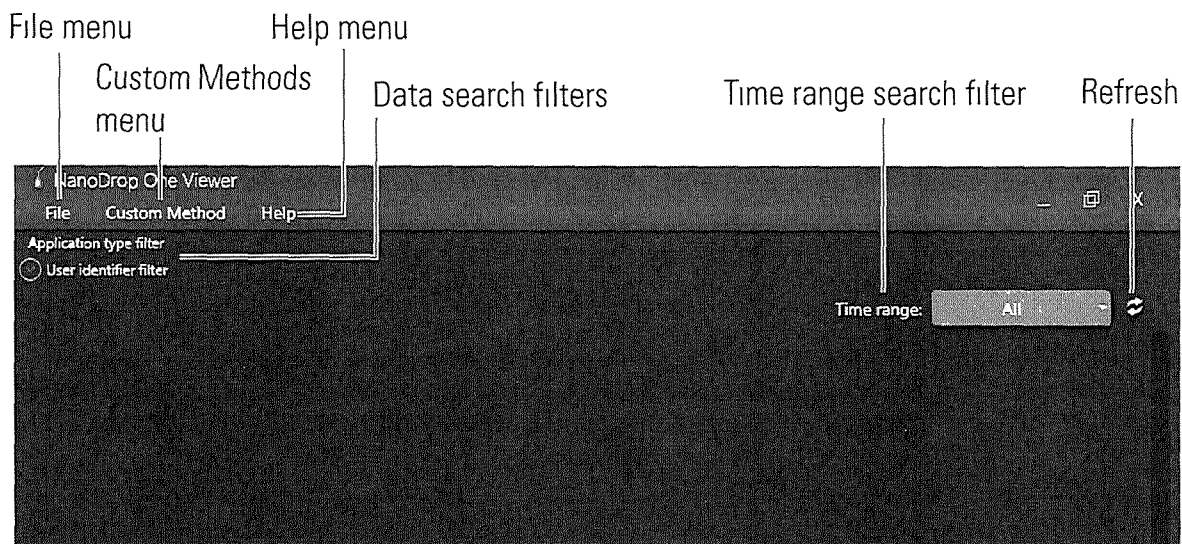 File menu
Help menu
Custom Methods
menu
Data search filters
Time range search filter
Refresh
NanoDrop One Viewer
File Custom Method Help
Application type filter
User identifier filter
Time range: All